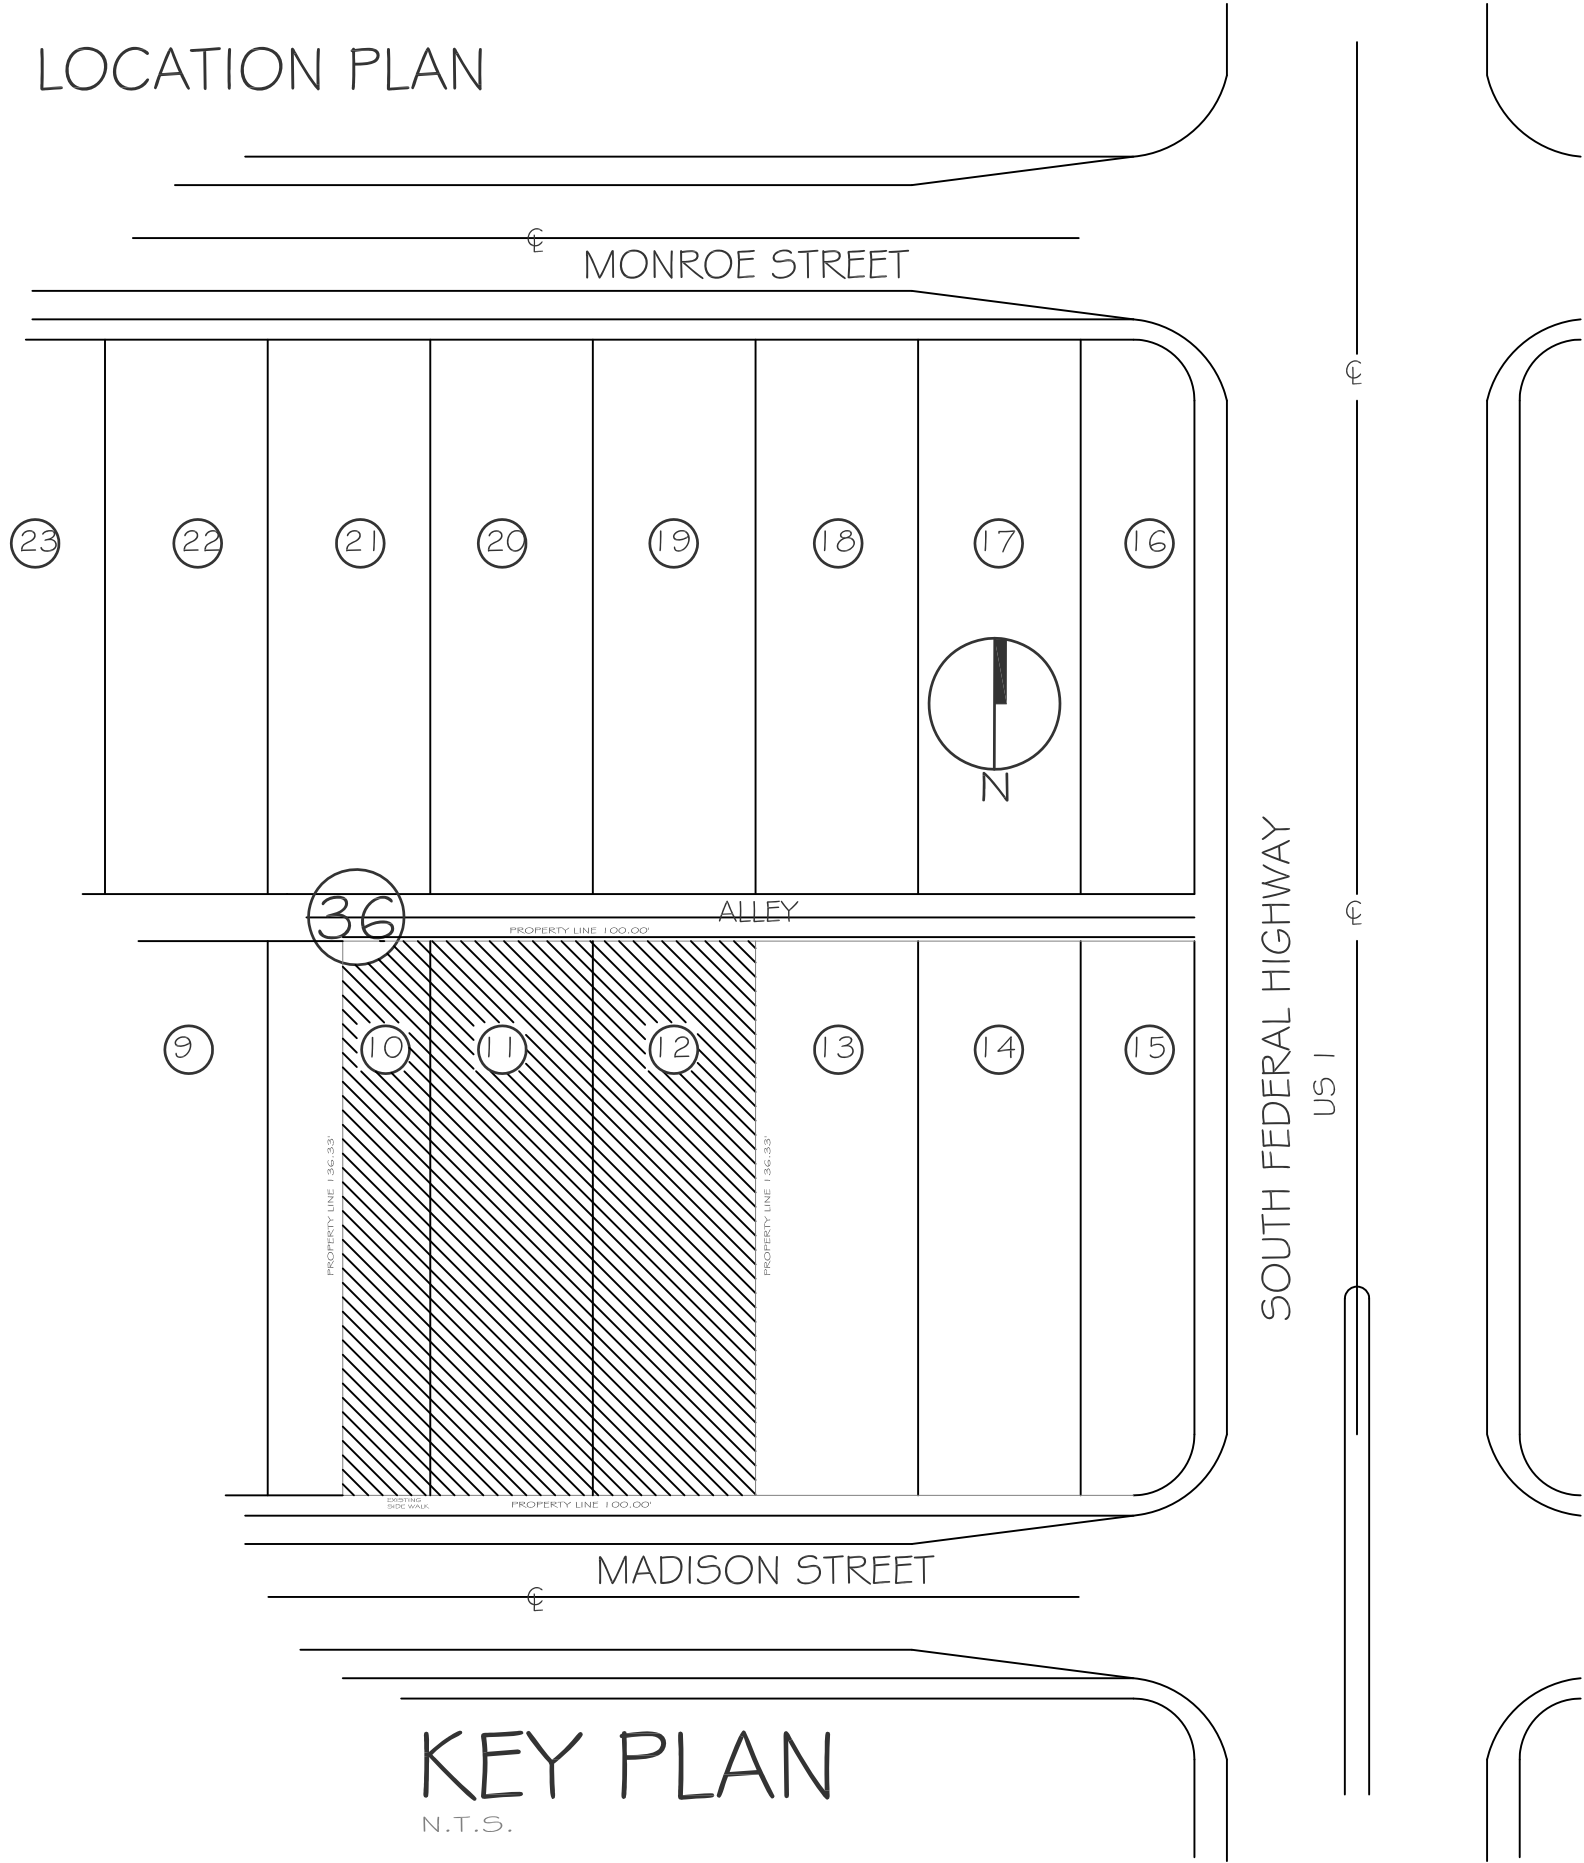 LOCATION PLAN
℄
MONROE STREET
℄
23 22 21 20 19 18 17 16
N
36
ALLEY
℄
PROPERTY LINE 100.00'
9 10 11 12 13 14 15
PROPERTY LINE 136.33'
PROPERTY LINE 136.33'
SOUTH FEDERAL HIGHWAY
US 1
EXISTING
SIDE WALK
PROPERTY LINE 100.00'
MADISON STREET
℄
KEY PLAN
N.T.S.